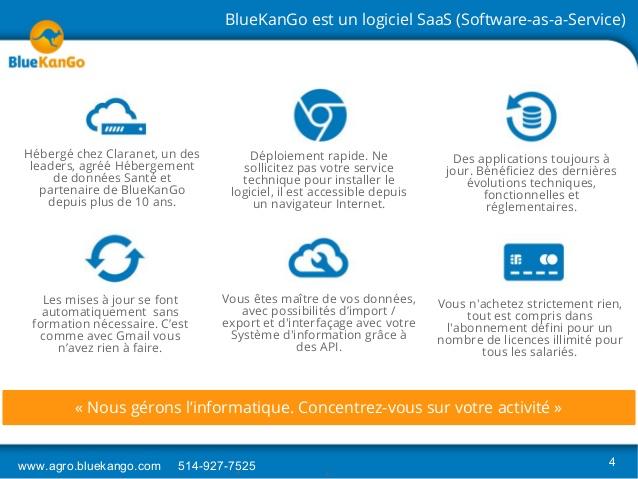 BlueKanGo est un logiciel SaaS (Software-as-a-Service)
BlueKanGo
Hébergé chez Claranet, un des
leaders, agréé Hébergement
de données Santé et
partenaire de BlueKanGo
depuis plus de 10 ans.
Déploiement rapide. Ne
sollicitez pas votre service
technique pour installer le
logiciel, il est accessible depuis
un navigateur Internet.
Des applications toujours à
jour. Bénéficiez des dernières
évolutions techniques,
fonctionnelles et
réglementaires.
Les mises à jour se font
automatiquement sans
formation nécessaire. C’est
comme avec Gmail vous
n’avez rien à faire.
Vous êtes maître de vos données,
avec possibilités d’import /
export et d'interfaçage avec votre
Système d'information grâce à
des API.
Vous n'achetez strictement rien,
tout est compris dans
l'abonnement défini pour un
nombre de licences illimité pour
tous les salariés.
« Nous gérons l’informatique. Concentrez-vous sur votre activité »
www.agro.bluekango.com 514-927-7525
4